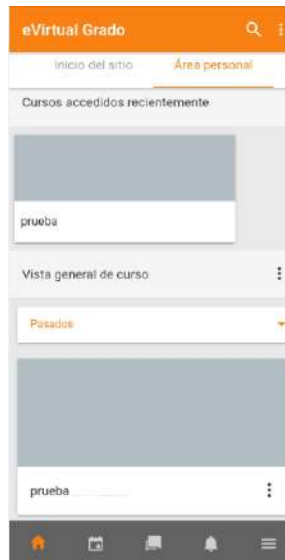 eVirtual Grado
Inicio del sitio Área personal
Cursos accedidos recientemente
prueba
Vista general de curso
Pasados
prueba